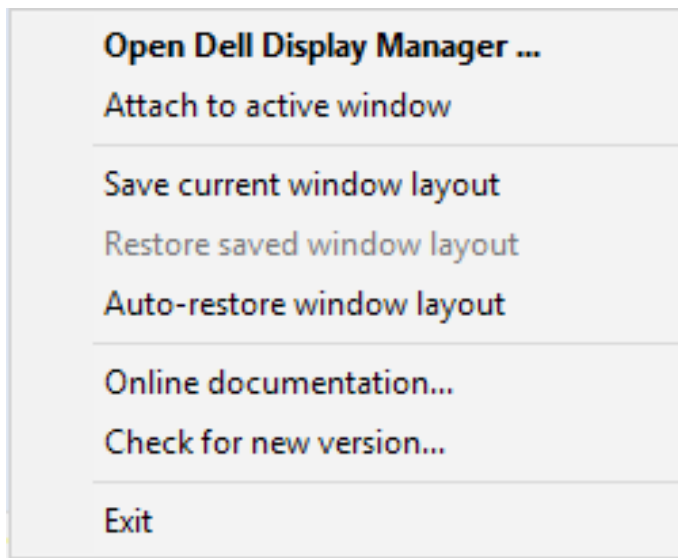 Open Dell Display Manager ...
Attach to active window
Save current window layout
Restore saved window layout
Auto-restore window layout
Online documentation...
Check for new version...
Exit